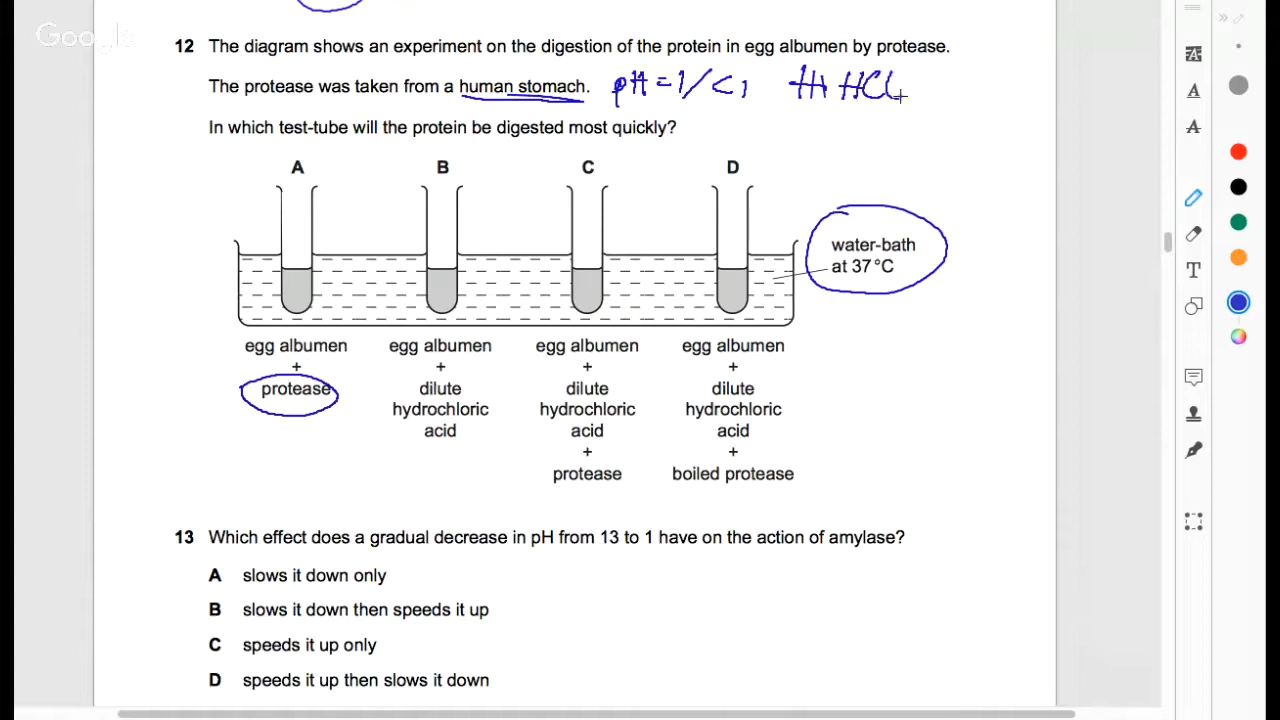 Google
12 The diagram shows an experiment on the digestion of the protein in egg albumen by protease.
The protease was taken from a human stomach. pH = 1/<1 HCl
In which test-tube will the protein be digested most quickly?
A B C D
water-bath
at 37 °C
egg albumen
+
protease
egg albumen
+
dilute
hydrochloric
acid
egg albumen
+
dilute
hydrochloric
acid
+
protease
egg albumen
+
dilute
hydrochloric
acid
+
boiled protease
13 Which effect does a gradual decrease in pH from 13 to 1 have on the action of amylase?
A slows it down only
B slows it down then speeds it up
C speeds it up only
D speeds it up then slows it down